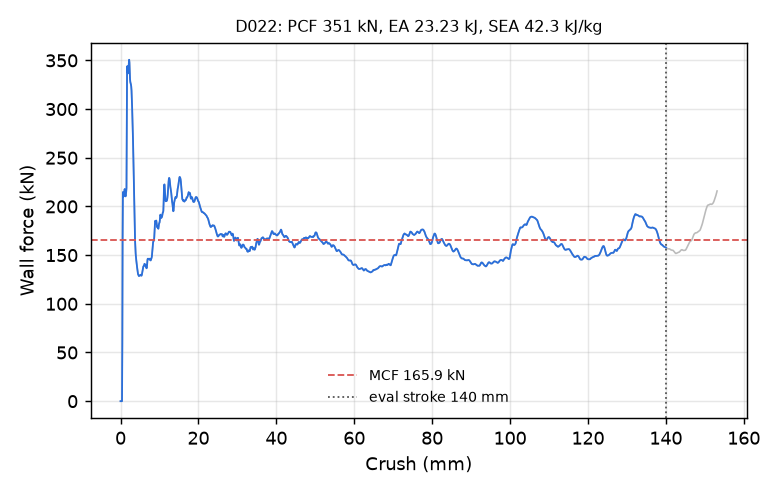 D022: PCF 351 kN, EA 23.23 kJ, SEA 42.3 kJ/kg
Wall force (kN)
350
300
250
200
150
100
50
0
MCF 165.9 kN
eval stroke 140 mm
0 20 40 60 80 100 120 140 160
Crush (mm)